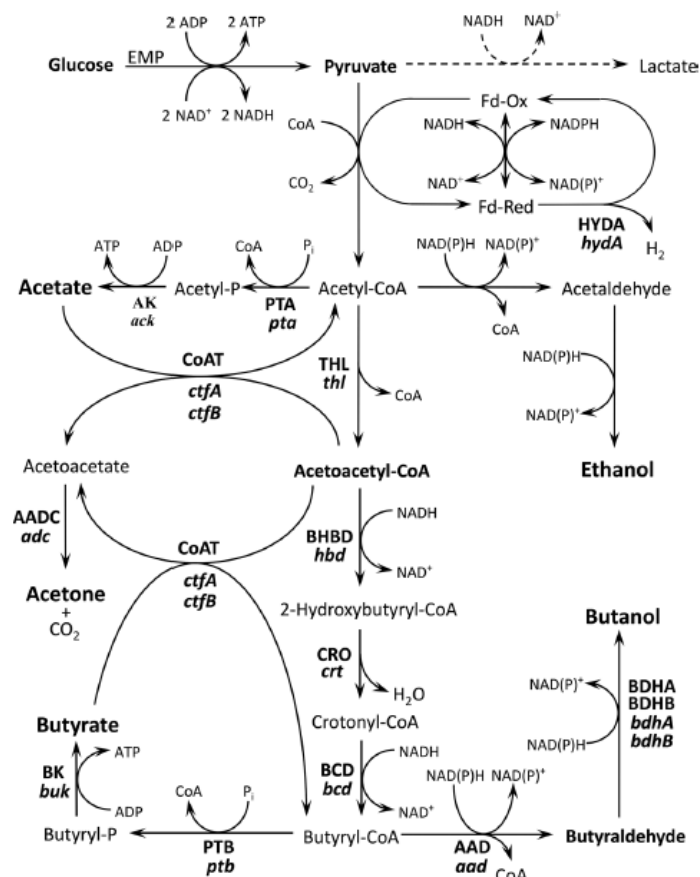 2 ADP 2 ATP NADH NAD⁺
Glucose EMP Pyruvate Lactate
2 NAD⁺ 2 NADH
Fd-Ox
CoA NADH NADPH
CO₂ NAD⁺ NAD(P)⁺
Fd-Red
HYDA
hydA H₂
ATP ADP CoA Pᵢ NAD(P)H NAD(P)⁺
Acetate Acetyl-P Acetyl-CoA Acetaldehyde
AK PTA CoA
ack pta
CoAT THL NAD(P)H
ctfA thl CoA
ctfB NAD(P)⁺
Acetoacetate Acetoacetyl-CoA Ethanol
AADC NADH
adc CoAT BHBD
ctfA hbd NAD⁺
ctfB
Acetone
+
CO₂
2-Hydroxybutyryl-CoA Butanol
CRO
crt H₂O NAD(P)⁺ BDHA
BDHB
bdhA
NAD(P)H bdhB
Butyrate Crotonyl-CoA
ATP NADH
BK BCD NAD(P)H NAD(P)⁺
buk CoA Pᵢ bcd
ADP NAD⁺
Butyryl-P Butyryl-CoA Butyraldehyde
PTB AAD
ptb aad CoA